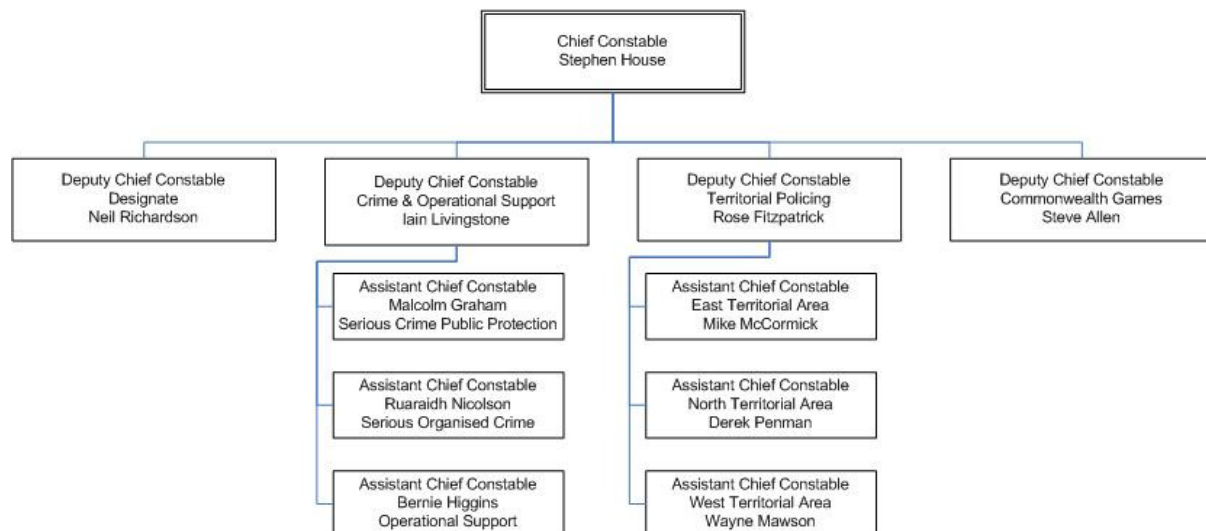 Chief Constable
Stephen House
Deputy Chief Constable
Designate
Neil Richardson
Deputy Chief Constable
Crime & Operational Support
Iain Livingstone
Deputy Chief Constable
Territorial Policing
Rose Fitzpatrick
Deputy Chief Constable
Commonwealth Games
Steve Allen
Assistant Chief Constable
Malcolm Graham
Serious Crime Public Protection
Assistant Chief Constable
Ruaraidh Nicolson
Serious Organised Crime
Assistant Chief Constable
Bernie Higgins
Operational Support
Assistant Chief Constable
East Territorial Area
Mike McCormick
Assistant Chief Constable
North Territorial Area
Derek Penman
Assistant Chief Constable
West Territorial Area
Wayne Mawson